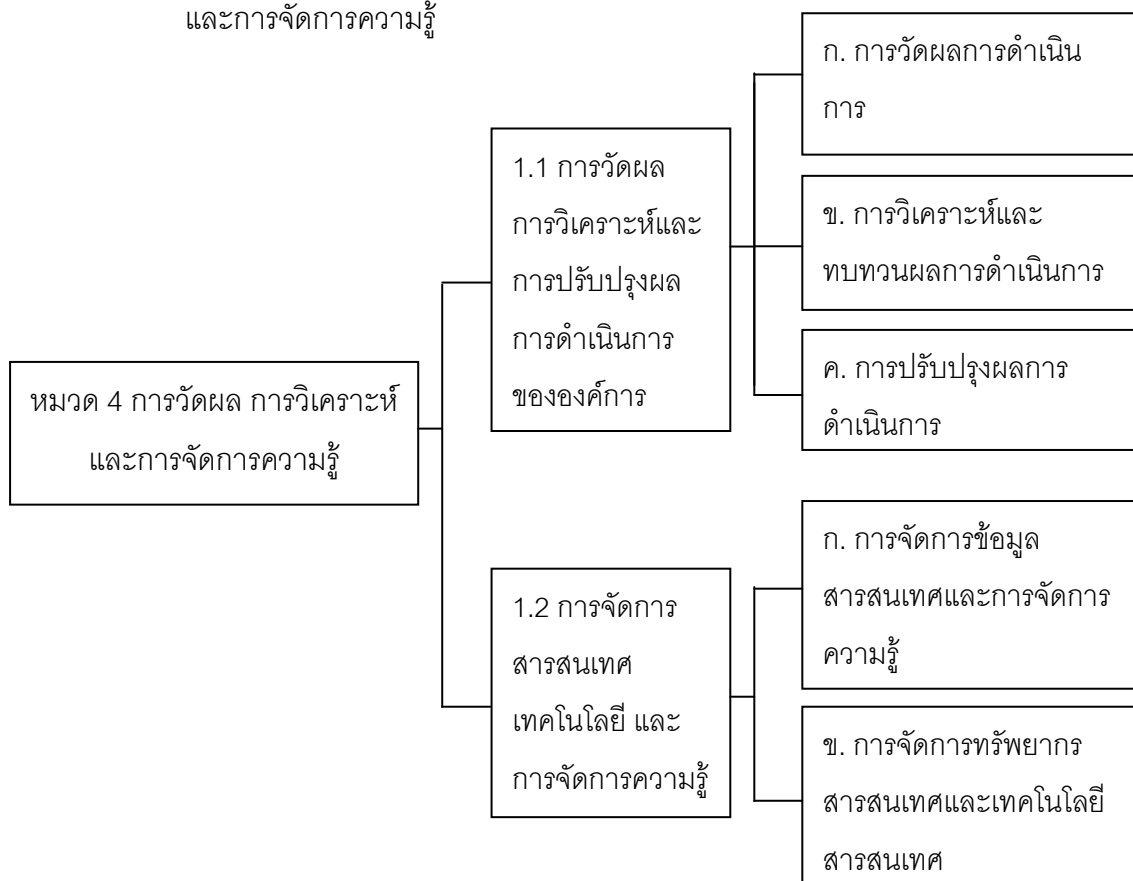 และการจัดการความรู้
หมวด 4 การวัดผล การวิเคราะห์
และการจัดการความรู้
1.1 การวัดผล
การวิเคราะห์และ
การปรับปรุงผล
การดำเนินการ
ขององค์การ
ก. การวัดผลการดำเนิน
การ
ข. การวิเคราะห์และ
ทบทวนผลการดำเนินการ
ค. การปรับปรุงผลการ
ดำเนินการ
1.2 การจัดการ
สารสนเทศ
เทคโนโลยี และ
การจัดการความรู้
ก. การจัดการข้อมูล
สารสนเทศและการจัดการ
ความรู้
ข. การจัดการทรัพยากร
สารสนเทศและเทคโนโลยี
สารสนเทศ